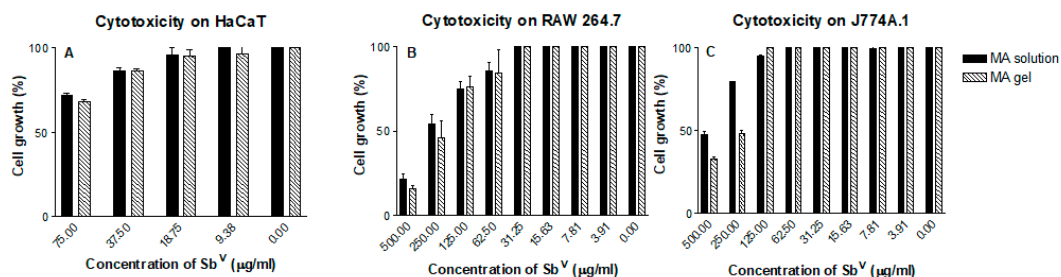 Cytotoxicity on HaCaT
A
Cell growth (%)
100
50
0
75.00
37.50
18.75
9.38
0.00
Concentration of Sb^V (μg/ml)
Cytotoxicity on RAW 264.7
B
Cell growth (%)
100
50
0
500.00
250.00
125.00
62.50
31.25
15.63
7.81
3.91
0.00
Concentration of Sb^V (μg/ml)
Cytotoxicity on J774A.1
C
Cell growth (%)
100
50
0
500.00
250.00
125.00
62.50
31.25
15.63
7.81
3.91
0.00
Concentration of Sb^V (μg/ml)
MA solution
MA gel